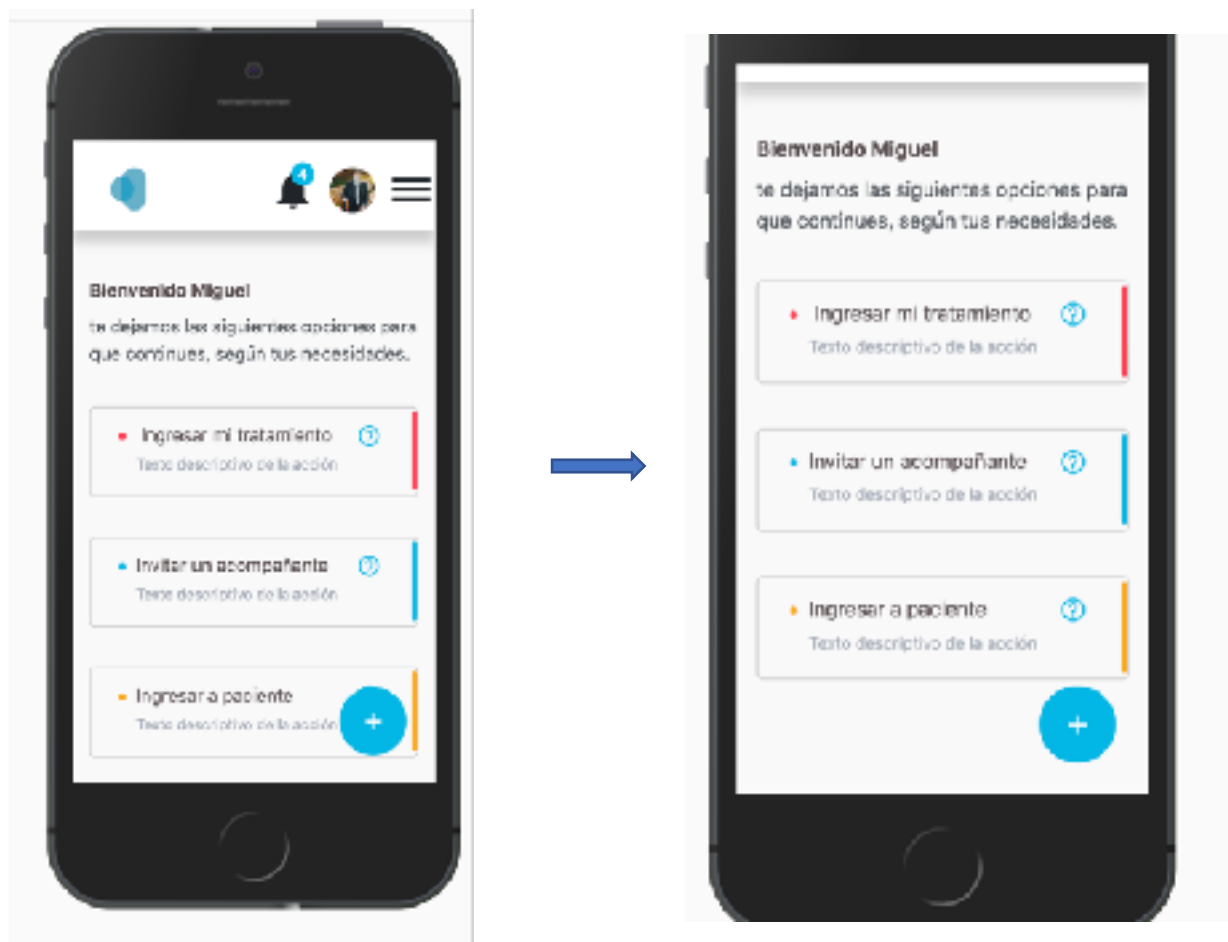 4
Bienvenido Miguel
te dejamos las siguientes opciones para
que continues, según tus necesidades.
Ingresar mi tratamiento
Texto descriptivo de la acción
Invitar un acompañante
Texto descriptivo de la acción
Ingresar a paciente
Texto descriptivo de la acción
+
Bienvenido Miguel
te dejamos las siguientes opciones para
que continues, según tus necesidades.
Ingresar mi tratamiento
Texto descriptivo de la acción
Invitar un acompañante
Texto descriptivo de la acción
Ingresar a paciente
Texto descriptivo de la acción
+